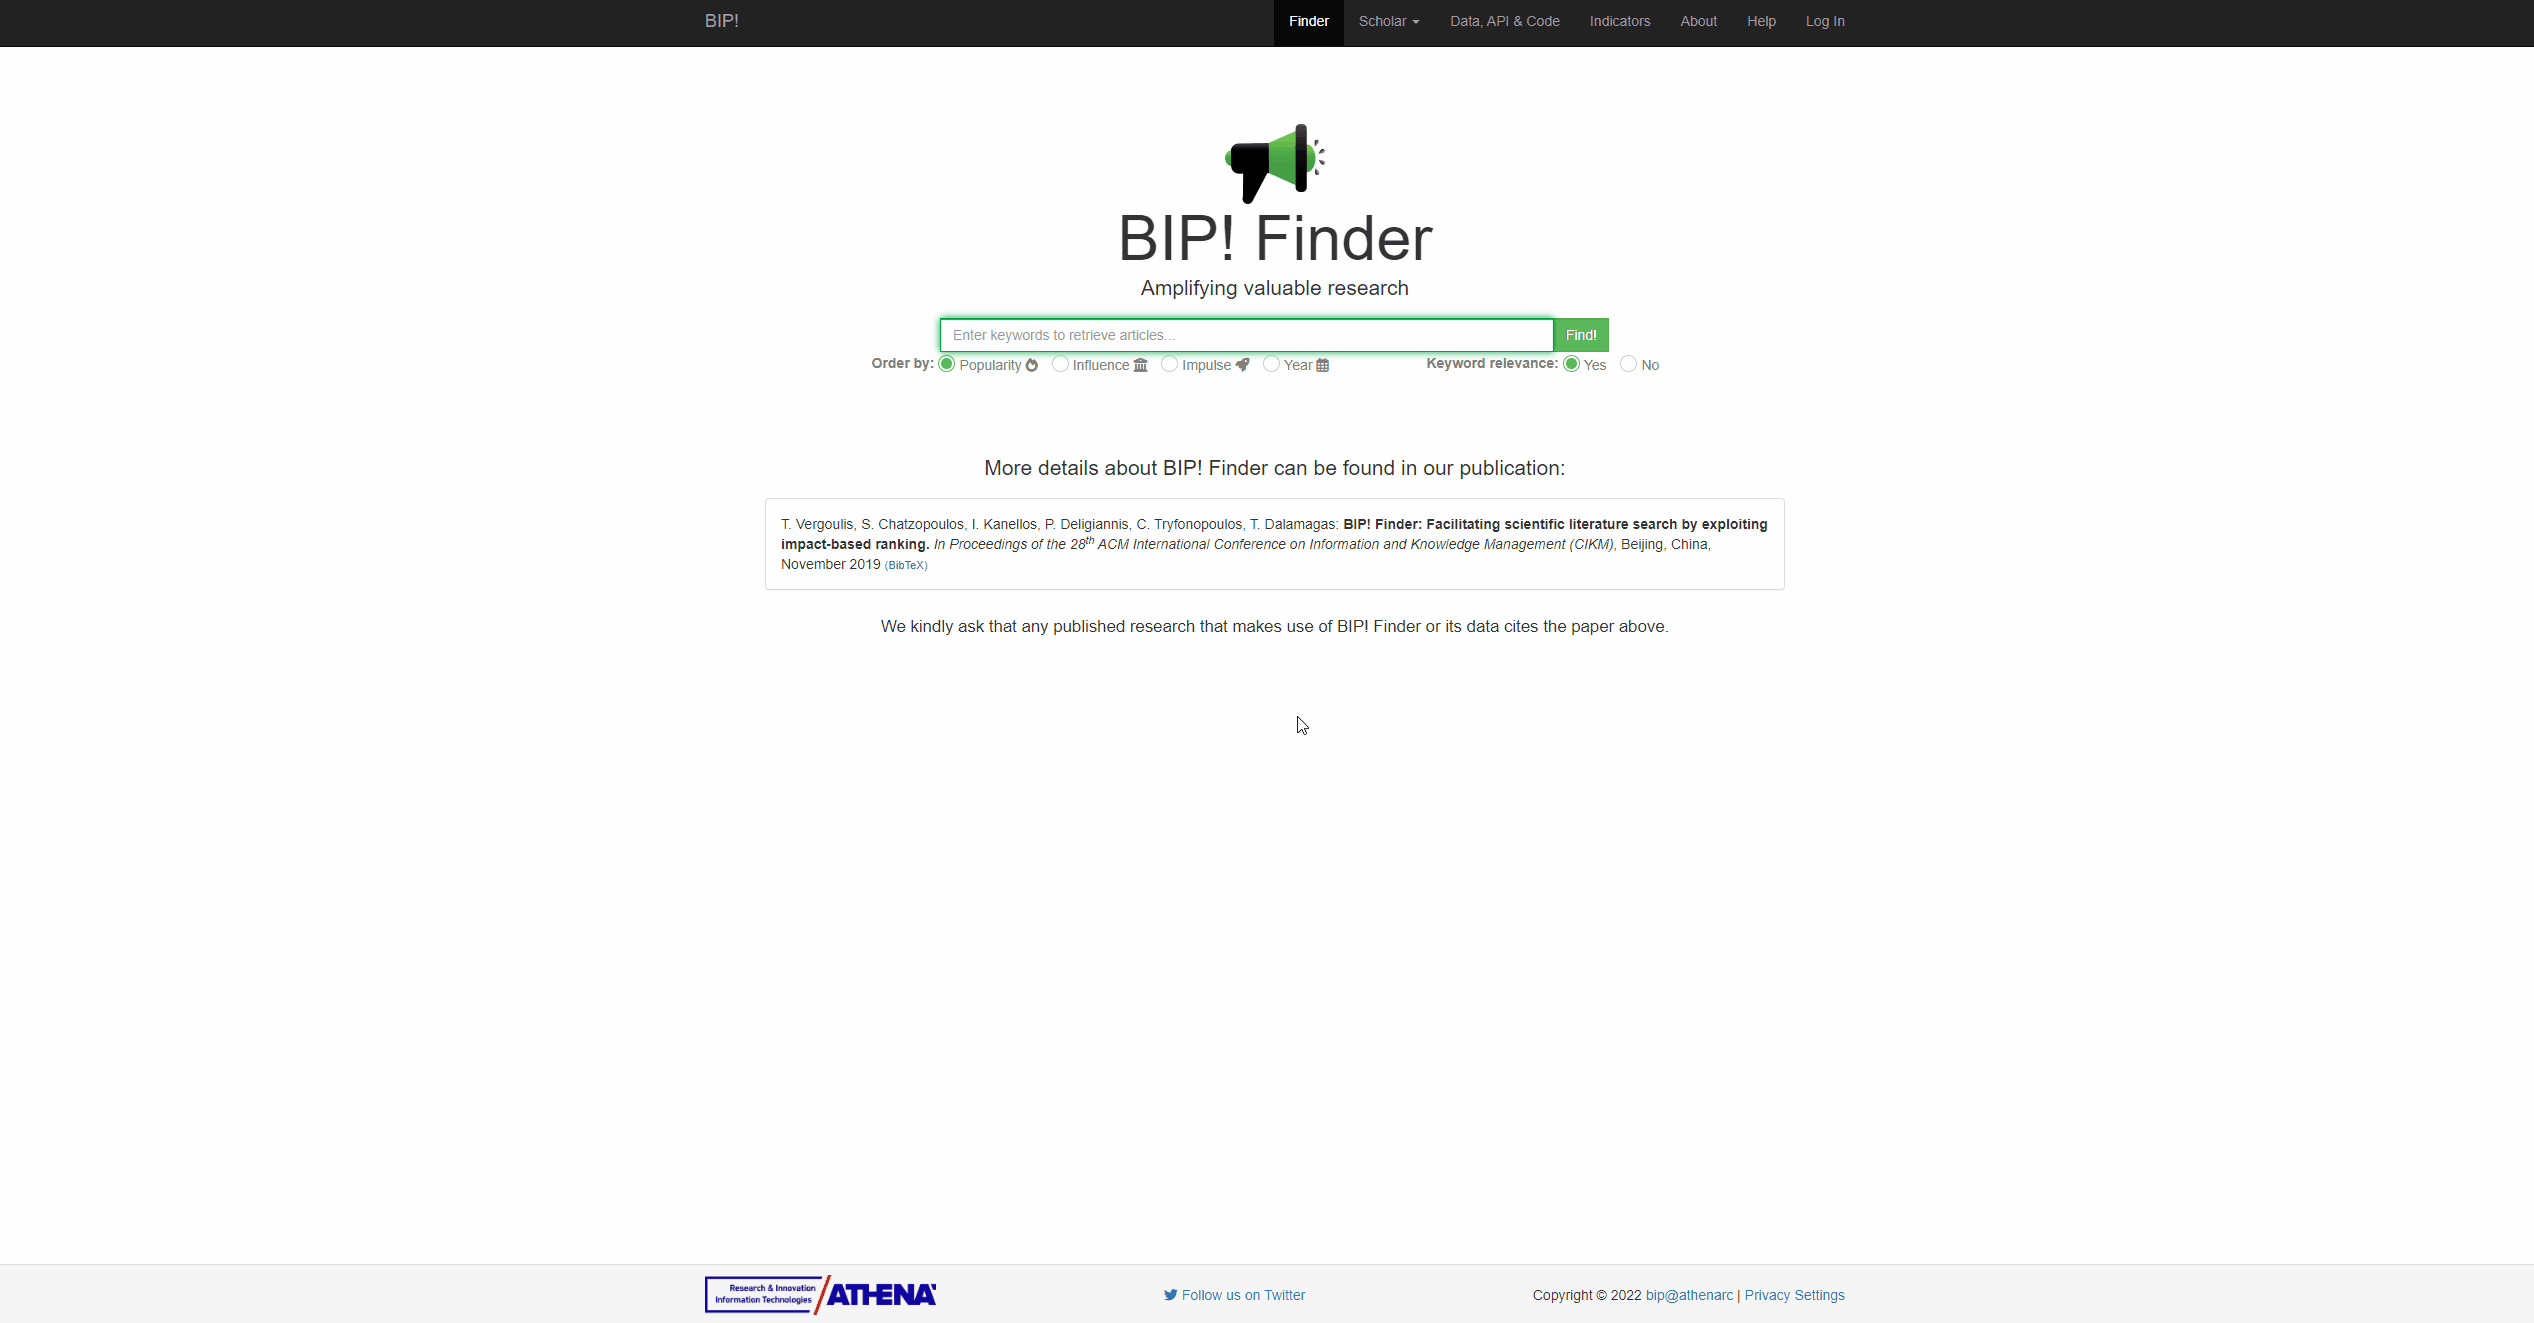 BIP!
Finder Scholar Data, API & Code Indicators About Help Log In
BIP! Finder
Amplifying valuable research
Enter keywords to retrieve articles...
Find!
Order by: Popularity Influence Impulse Year Keyword relevance: Yes No
More details about BIP! Finder can be found in our publication:
T. Vergoulis, S. Chatzopoulos, I. Kanellos, P. Deligiannis, C. Tryfonopoulos, T. Dalamagas: BIP! Finder: Facilitating scientific literature search by exploiting
impact-based ranking. In Proceedings of the 28th ACM International Conference on Information and Knowledge Management (CIKM), Beijing, China,
November 2019 (BibTeX)
We kindly ask that any published research that makes use of BIP! Finder or its data cites the paper above.
Research & Innovation
Information Technologies
ATHENA
Follow us on Twitter
Copyright © 2022 bip@athenarc | Privacy Settings